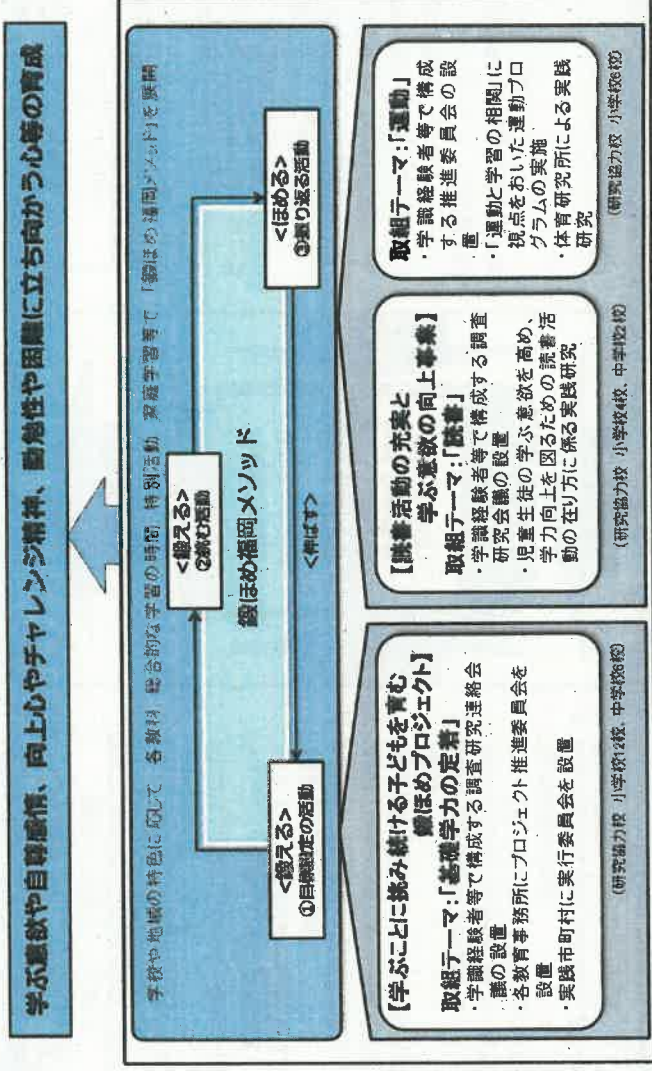 学ぶ意欲や自尊感情、向上心やチャレンジ精神、勤勉性や困難に立ち向かう心等の育成
学校や地域の特色に応じて 各教科 総合的な学習の時間 特別活動 家庭学習等で「鍛ほめ福岡メソッド」を展開
<鍛える>
②挑む活動
鍛ほめ福岡メソッド
<鍛える>
①目標設定の活動
<伸ばす>
<ほめる>
③振り返る活動
【学ぶことに挑み続ける子どもを育む
鍛ほめプロジェクト】
取組テーマ:「基礎学力の定着」
・学識経験者等で構成する調査研究連絡会
議の設置
・各教育事務所にプロジェクト推進委員会を
設置
・実践市町村に実行委員会を設置
(研究協力校 小学校12校、中学校6校)
【読書活動の充実と
学ぶ意欲の向上事業】
取組テーマ:「読書」
・学識経験者等で構成する調査
研究会議の設置
・児童生徒の学ぶ意欲を高め、
学力向上を図るための読書活
動の在り方に係る実践研究
(研究協力校 小学校4校、中学校2校)
取組テーマ:「運動」
・学識経験者等で構成
する推進委員会の設
置
・「運動と学習の相関」に
視点をおいた運動プロ
グラムの実施
・体育研究所による実践
研究
(研究協力校 小学校6校)